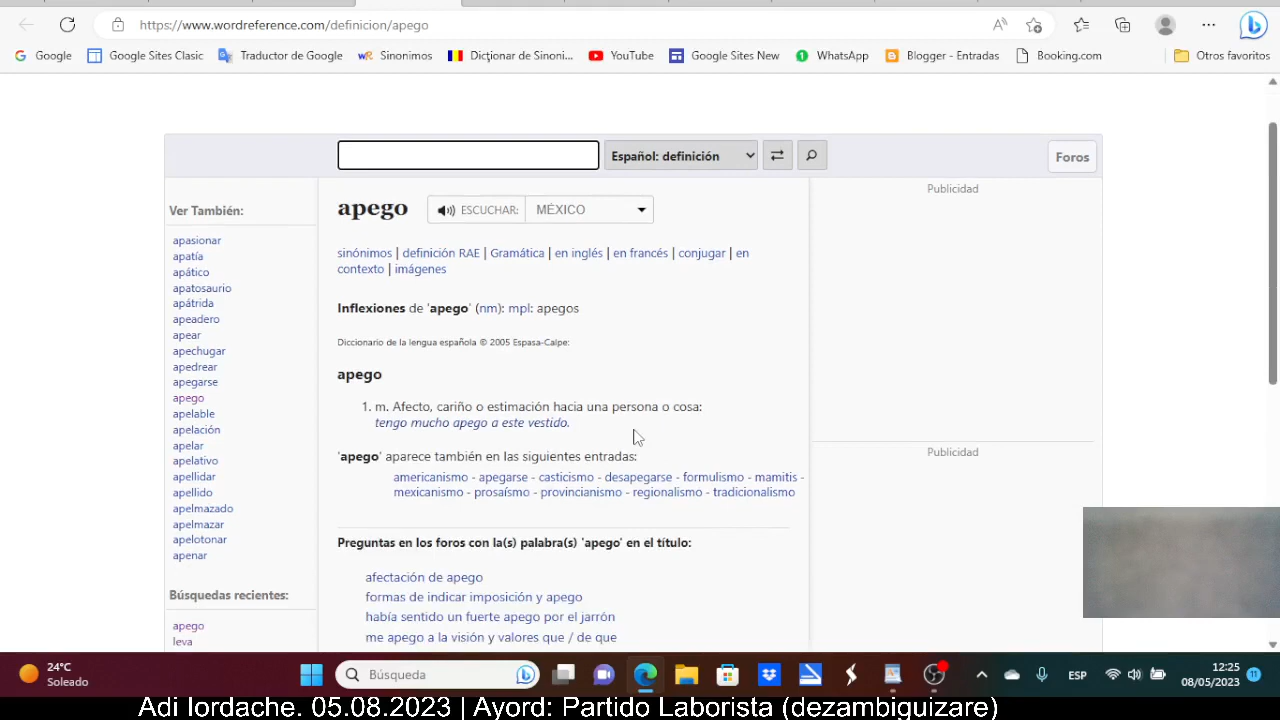 https://www.wordreference.com/definicion/apego
Google Google Sites Clasic Traductor de Google Sinonimos Dicționar de Sinoni... YouTube Google Sites New WhatsApp Blogger - Entradas Booking.com Otros favoritos
Español: definición
Foros
Publicidad
Ver También:
apasionar
apatía
apático
apatosaurio
apátrida
apeadero
apear
apechugar
apedrear
apegarse
apego
apelable
apelación
apelar
apelativo
apellidar
apellido
apelmazado
apelmazar
apelotonar
apenar
Búsquedas recientes:
apego
leva
apego ESCUCHAR: MÉXICO
sinónimos | definición RAE | Gramática | en inglés | en francés | conjugar | en
contexto | imágenes
Inflexiones de 'apego' (nm): mpl: apegos
Diccionario de la lengua española © 2005 Espasa-Calpe:
apego
1. m. Afecto, cariño o estimación hacia una persona o cosa:
tengo mucho apego a este vestido.
'apego' aparece también en las siguientes entradas:
americanismo - apegarse - casticismo - desapegarse - formulismo - mamitis -
mexicanismo - prosaísmo - provincianismo - regionalismo - tradicionalismo
Preguntas en los foros con la(s) palabra(s) 'apego' en el título:
afectación de apego
formas de indicar imposición y apego
había sentido un fuerte apego por el jarrón
me apego a la visión y valores que / de que
Publicidad
24°C
Soleado
Búsqueda
ESP
12:25
08/05/2023
11
Adi Iordache. 05.08.2023 | Ayord: Partido Laborista (dezambiguizare)